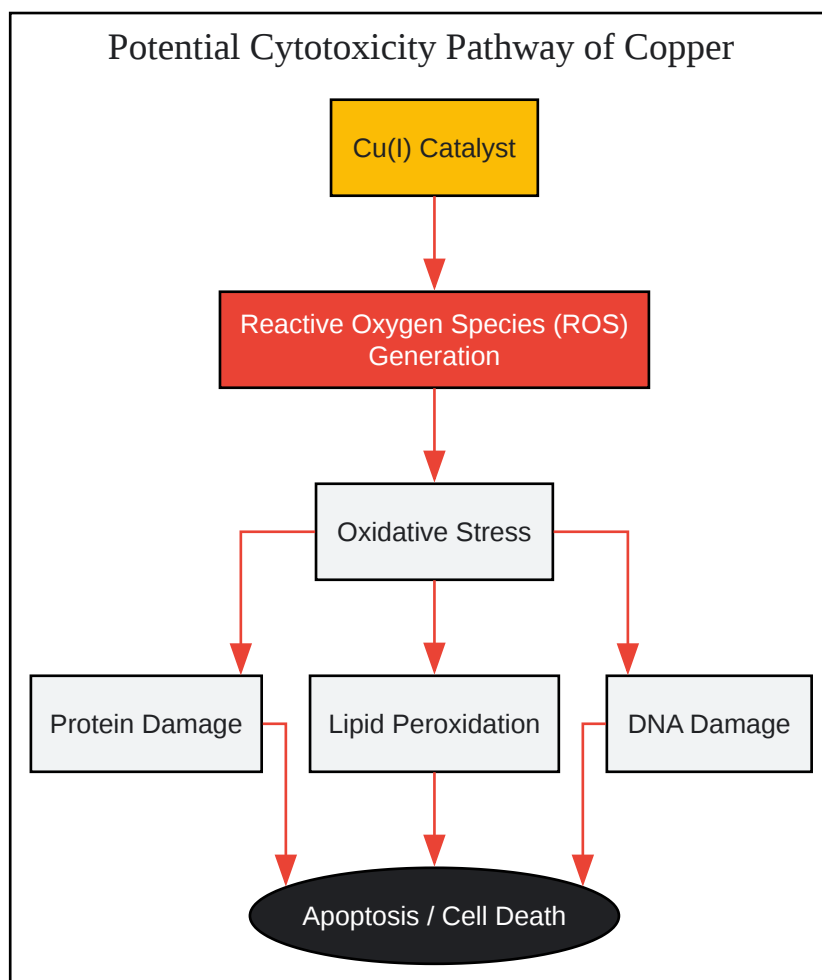 Potential Cytotoxicity Pathway of Copper
Cu(I) Catalyst
Reactive Oxygen Species (ROS)
Generation
Oxidative Stress
Protein Damage
Lipid Peroxidation
DNA Damage
Apoptosis / Cell Death